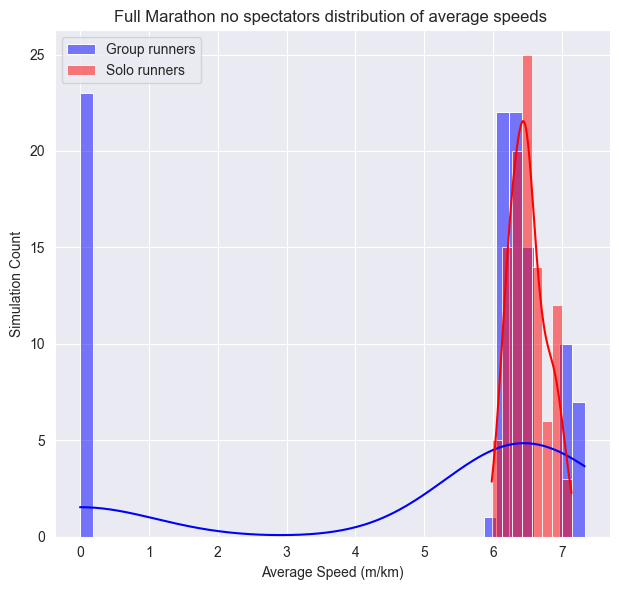 Full Marathon no spectators distribution of average speeds
Group runners
Solo runners
25
20
15
10
5
0
Simulation Count
0 1 2 3 4 5 6 7
Average Speed (m/km)